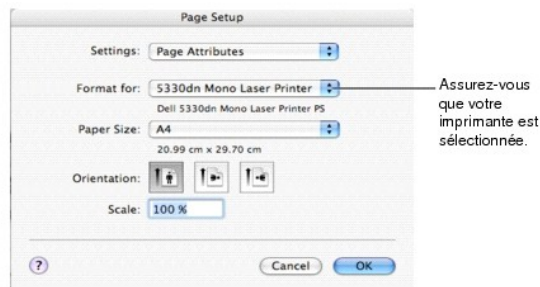 Page Setup
Settings: Page Attributes
Format for: 5330dn Mono Laser Printer
Dell 5330dn Mono Laser Printer PS
Paper Size: A4
20.99 cm x 29.70 cm
Orientation:
Scale: 100 %
? Cancel OK
Assurez-vous
que votre
imprimante est
sélectionnée.